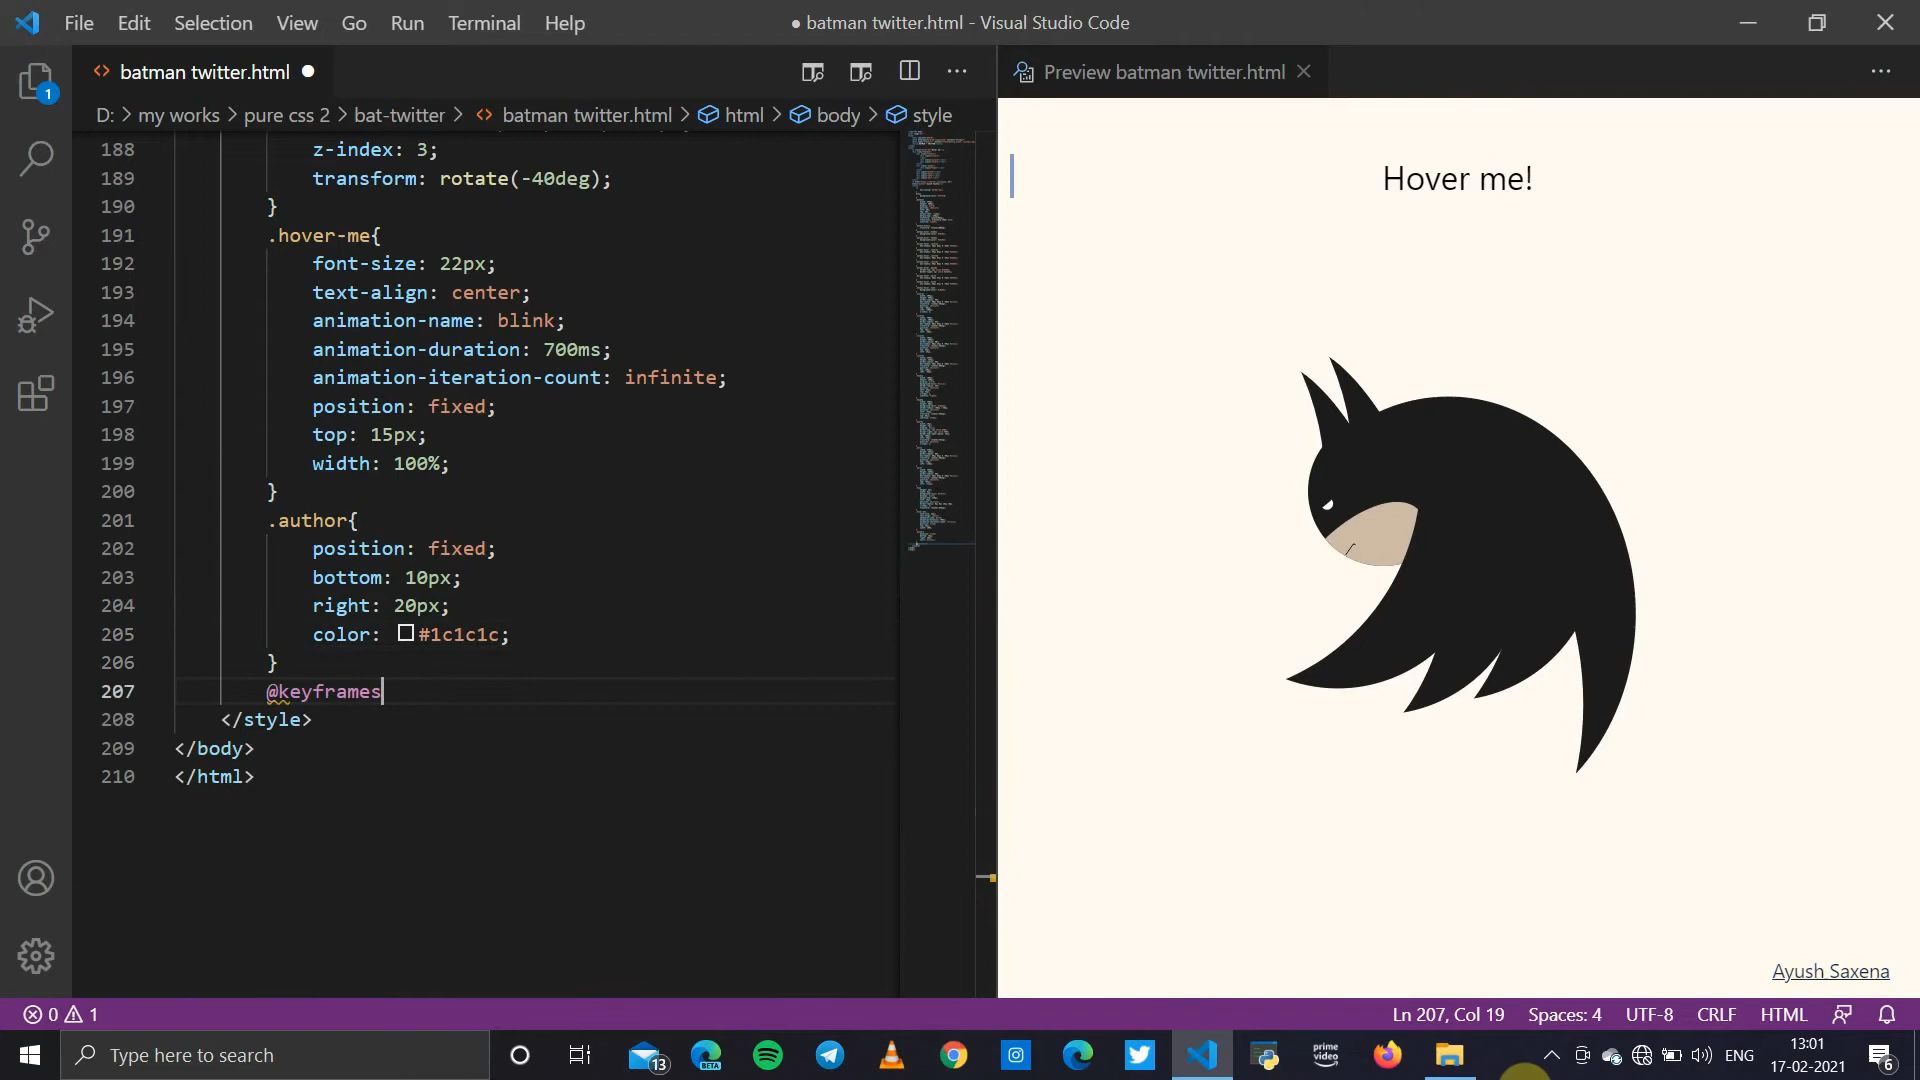 File Edit Selection View Go Run Terminal Help
● batman twitter.html - Visual Studio Code
batman twitter.html
Preview batman twitter.html
D: > my works > pure css 2 > bat-twitter > batman twitter.html > html > body > style
188 z-index: 3;
189 transform: rotate(-40deg);
190 }
191 .hover-me{
192 font-size: 22px;
193 text-align: center;
194 animation-name: blink;
195 animation-duration: 700ms;
196 animation-iteration-count: infinite;
197 position: fixed;
198 top: 15px;
199 width: 100%;
200 }
201 .author{
202 position: fixed;
203 bottom: 10px;
204 right: 20px;
205 color: #1c1c1c;
206 }
207 @keyframes
208 </style>
209 </body>
210 </html>
Hover me!
Ayush Saxena
1
0 1
Ln 207, Col 19 Spaces: 4 UTF-8 CRLF HTML
Type here to search
13
BETA
prime video
ENG
13:01
17-02-2021
6